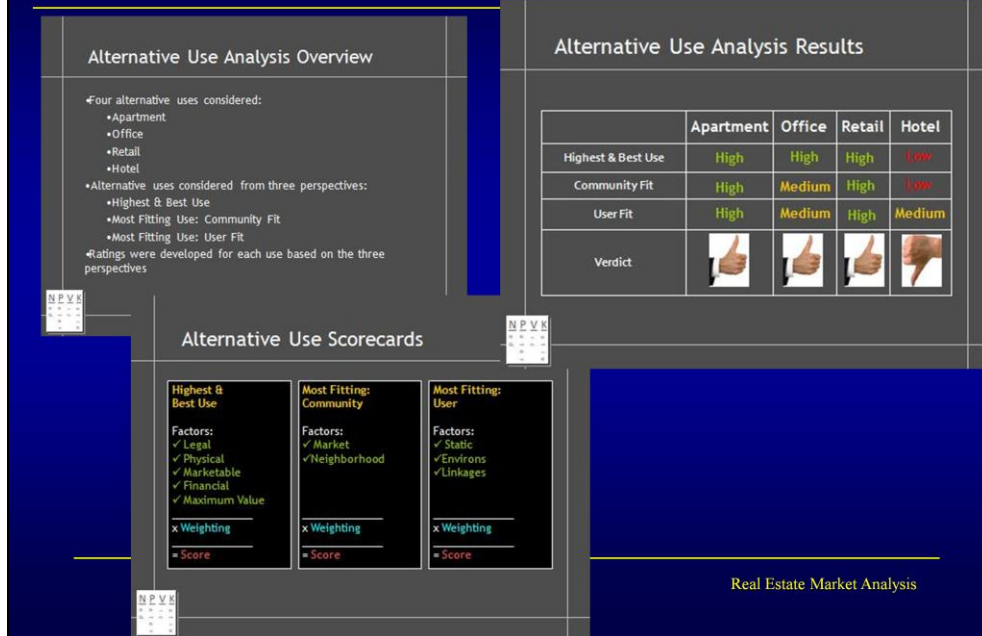 Alternative Use Analysis Overview
•Four alternative uses considered:
•Apartment
•Office
•Retail
•Hotel
•Alternative uses considered from three perspectives:
•Highest & Best Use
•Most Fitting Use: Community Fit
•Most Fitting Use: User Fit
•Ratings were developed for each use based on the three
perspectives
N P V K
Alternative Use Analysis Results
Apartment Office Retail Hotel
Highest & Best Use High High High Low
Community Fit High Medium High Low
User Fit High Medium High Medium
Verdict
N P V K
Alternative Use Scorecards
Highest &
Best Use
Factors:
✓ Legal
✓ Physical
✓ Marketable
✓ Financial
✓ Maximum Value
x Weighting
= Score
Most Fitting:
Community
Factors:
✓ Market
✓Neighborhood
x Weighting
= Score
Most Fitting:
User
Factors:
✓ Static
✓Environs
✓Linkages
x Weighting
= Score
N P V K
Real Estate Market Analysis